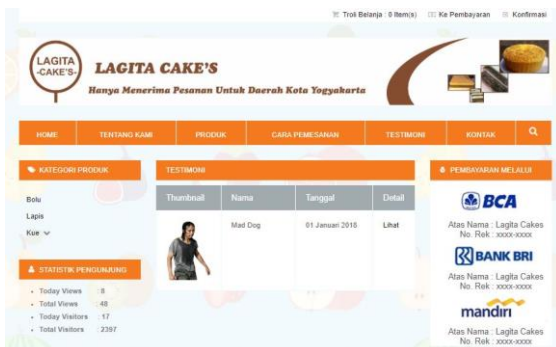 Troli Belanja : 0 Item(s) Ke Pembayaran Konfirmasi
LAGITA
-CAKE'S-
LAGITA CAKE'S
Hanya Menerima Pesanan Untuk Daerah Kota Yogyakarta
HOME TENTANG KAMI PRODUK CARA PEMESANAN TESTIMONI KONTAK
KATEGORI PRODUK
Bolu
Lapis
Kue
STATISTIK PENGUNJUNG
Today Views : 8
Total Views : 48
Today Visitors : 17
Total Visitors : 2397
TESTIMONI
Thumbnail Nama Tanggal Detail
Mad Dog 01 Januari 2018 Lihat
PEMBAYARAN MELALUI
BCA
Atas Nama : Lagita Cakes
No. Rek : xxxx-xxxx
BANK BRI
Atas Nama : Lagita Cakes
No. Rek : xxxx-xxxx
mandiri
Atas Nama : Lagita Cakes
No. Rek : xxxx-xxxx